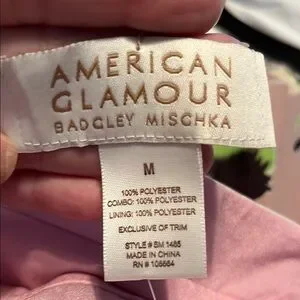 AMERICAN
GLAMOUR
BADGLEY MISCHKA
M
100% POLYESTER
COMBO: 100% POLYESTER
LINING: 100% POLYESTER
EXCLUSIVE OF TRIM
STYLE # SM 1485
MADE IN CHINA
RN # 105664